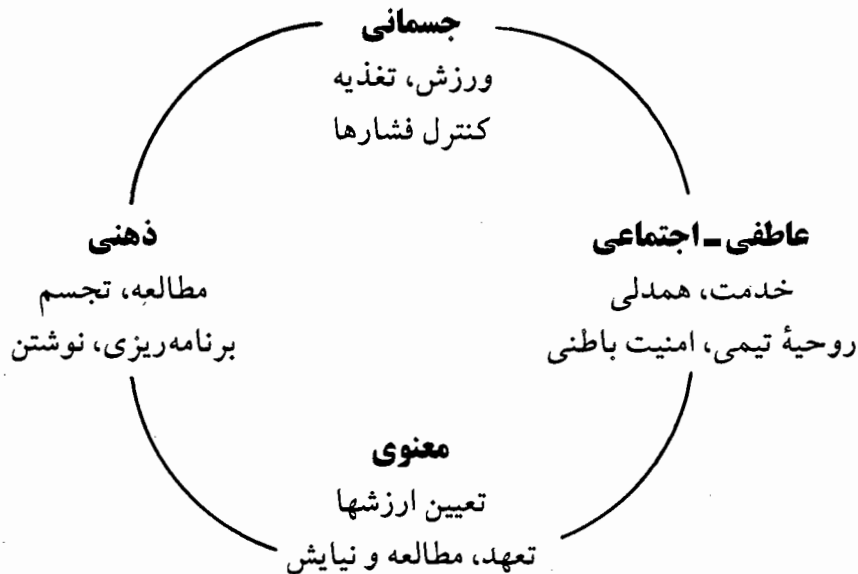 جسمانی
ورزش، تغذیه
کنترل فشارها
عاطفی ـ اجتماعی
خدمت، همدلی
روحیهٔ تیمی، امنیت باطنی
ذهنی
مطالعه، تجسم
برنامه‌ریزی، نوشتن
معنوی
تعیین ارزشها
تعهد، مطالعه و نیایش